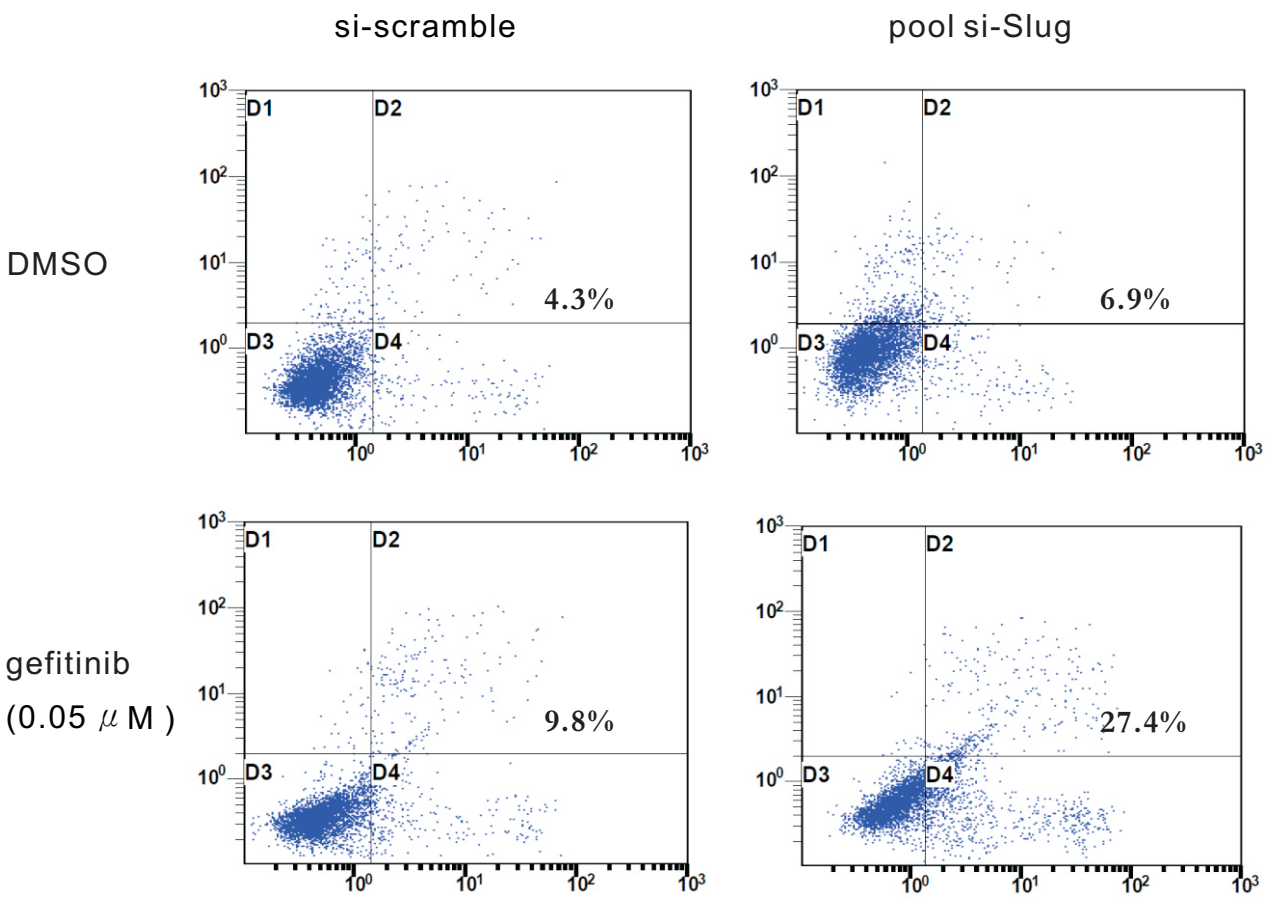 si-scramble
pool si-Slug
DMSO
10³
10²
10¹
10⁰
D1
D2
D3
D4
4.3%
10⁰
10¹
10²
10³
10³
10²
10¹
10⁰
D1
D2
D3
D4
6.9%
10⁰
10¹
10²
10³
gefitinib
(0.05 μM )
10³
10²
10¹
10⁰
D1
D2
D3
D4
9.8%
10⁰
10¹
10²
10³
10³
10²
10¹
10⁰
D1
D2
D3
D4
27.4%
10⁰
10¹
10²
10³